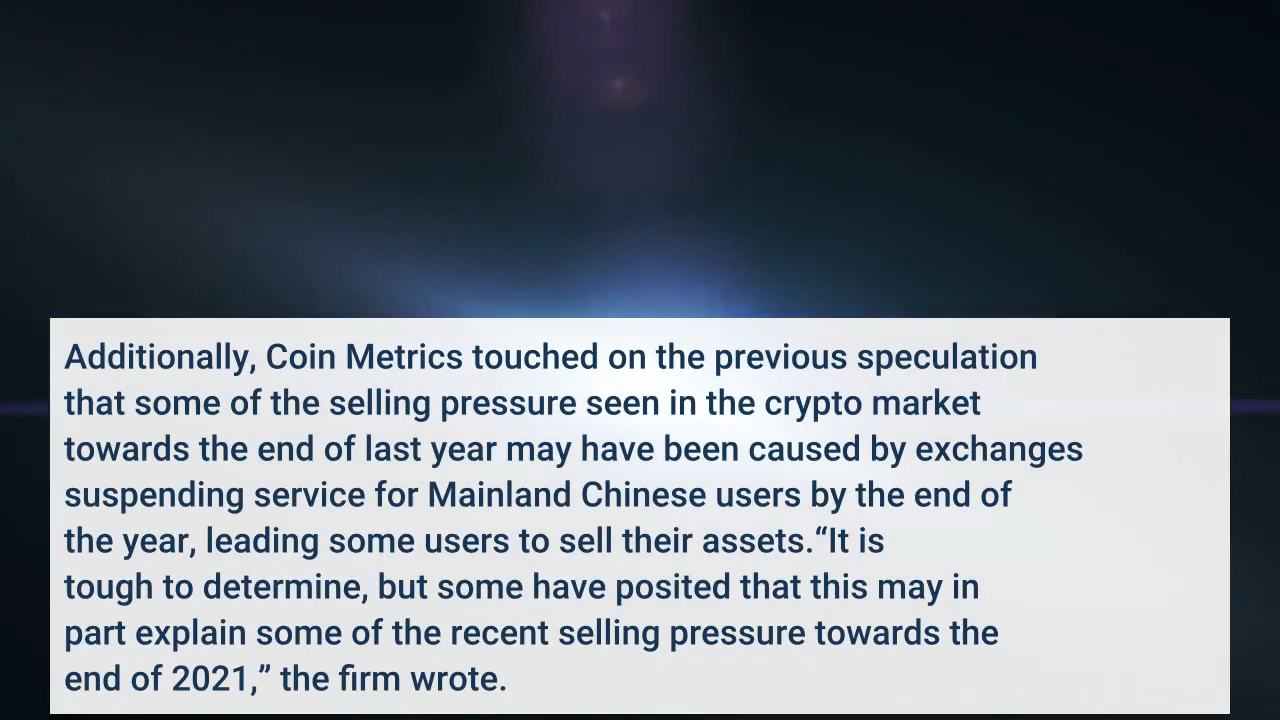 Additionally, Coin Metrics touched on the previous speculation
that some of the selling pressure seen in the crypto market
towards the end of last year may have been caused by exchanges
suspending service for Mainland Chinese users by the end of
the year, leading some users to sell their assets.“It is
tough to determine, but some have posited that this may in
part explain some of the recent selling pressure towards the
end of 2021,” the firm wrote.